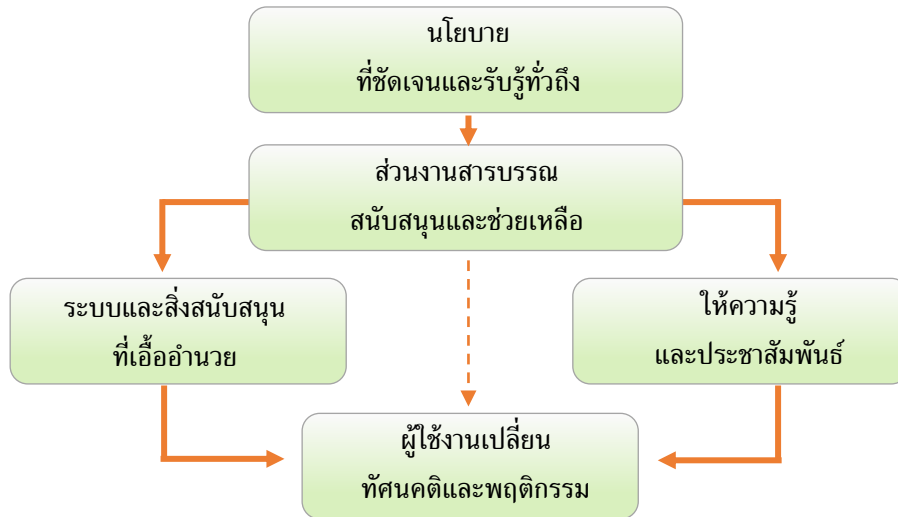 นโยบาย
ที่ชัดเจนและรับรู้ทั่วถึง
ส่วนงานสารบรรณ
สนับสนุนและช่วยเหลือ
ระบบและสิ่งสนับสนุน
ที่เอื้ออำนวย
ให้ความรู้
และประชาสัมพันธ์
ผู้ใช้งานเปลี่ยน
ทัศนคติและพฤติกรรม